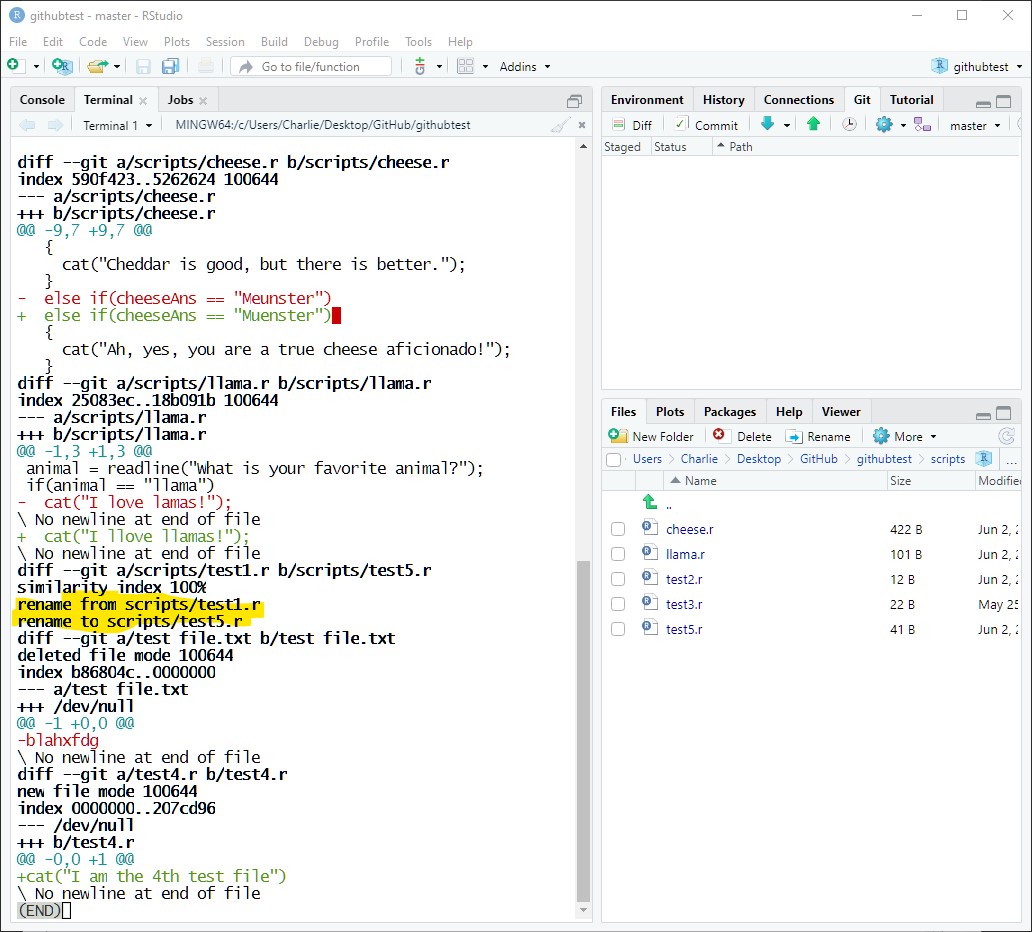 githubtest - master - RStudio
File Edit Code View Plots Session Build Debug Profile Tools Help
Go to file/function Addins githubtest
Console Terminal Jobs
Terminal 1 MINGW64:/c/Users/Charlie/Desktop/GitHub/githubtest
diff --git a/scripts/cheese.r b/scripts/cheese.r
index 590f423..5262624 100644
--- a/scripts/cheese.r
+++ b/scripts/cheese.r
@@ -9,7 +9,7 @@
{
cat("Cheddar is good, but there is better.");
}
- else if(cheeseAns == "Meunster")
+ else if(cheeseAns == "Muenster")
{
cat("Ah, yes, you are a true cheese aficionado!");
}
diff --git a/scripts/llama.r b/scripts/llama.r
index 25083ec..18b091b 100644
--- a/scripts/llama.r
+++ b/scripts/llama.r
@@ -1,3 +1,3 @@
animal = readline("What is your favorite animal?");
if(animal == "llama")
- cat("I love lamas!");
\ No newline at end of file
+ cat("I llove llamas!");
\ No newline at end of file
diff --git a/scripts/test1.r b/scripts/test5.r
similarity index 100%
rename from scripts/test1.r
rename to scripts/test5.r
diff --git a/test file.txt b/test file.txt
deleted file mode 100644
index b86804c..0000000
--- a/test file.txt
+++ /dev/null
@@ -1 +0,0 @@
-blahxfdg
\ No newline at end of file
diff --git a/test4.r b/test4.r
new file mode 100644
index 0000000..207cd96
--- /dev/null
+++ b/test4.r
@@ -0,0 +1 @@
+cat("I am the 4th test file")
\ No newline at end of file
(END)
Environment History Connections Git Tutorial
Diff Commit master
Staged Status Path
Files Plots Packages Help Viewer
New Folder Delete Rename More
Users Charlie Desktop GitHub githubtest scripts ...
Name Size Modified
..
cheese.r 422 B Jun 2, 2
llama.r 101 B Jun 2, 2
test2.r 12 B Jun 2, 2
test3.r 22 B May 25
test5.r 41 B Jun 2, 2